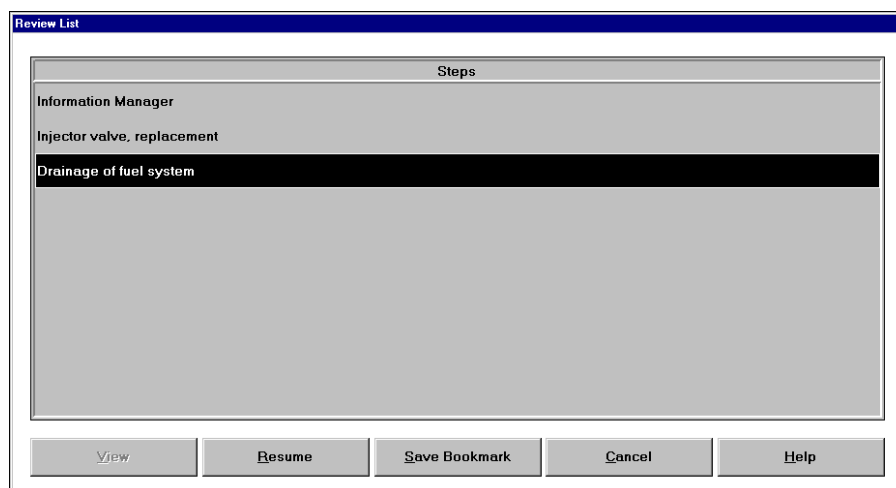 Review List
Steps
Information Manager
Injector valve, replacement
Drainage of fuel system
View
Resume
Save Bookmark
Cancel
Help